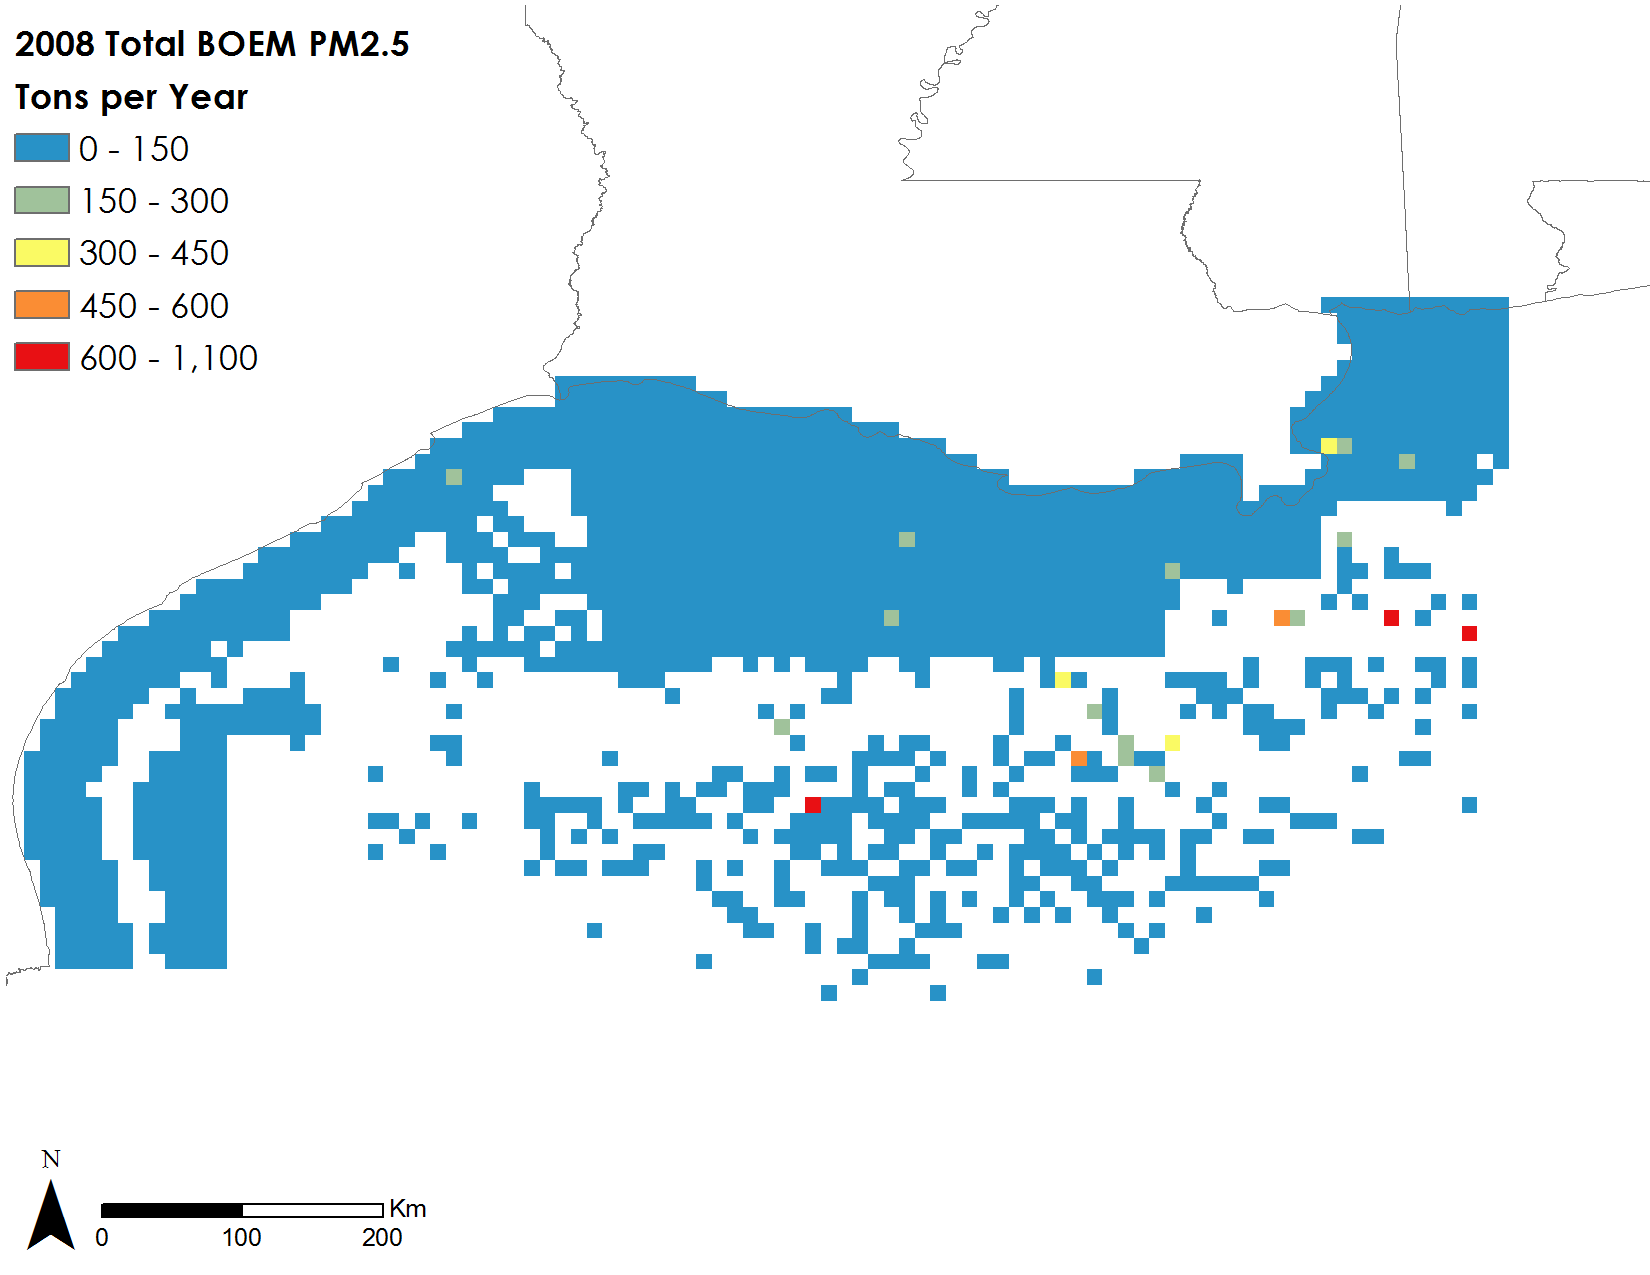 2008 Total BOEM PM2.5
Tons per Year
0 - 150
150 - 300
300 - 450
450 - 600
600 - 1,100
N
Km
0 100 200